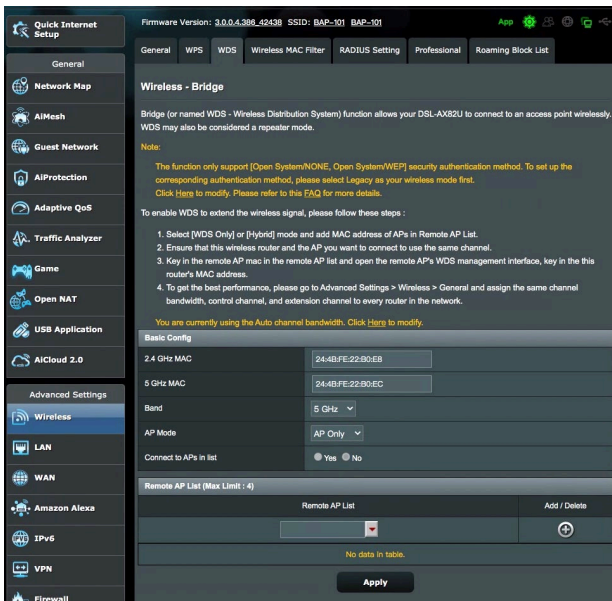 Quick Internet
Setup
Firmware Version: 3.0.0.4.386_42438 SSID: BAP-101 BAP-101
App
General
WPS
WDS
Wireless MAC Filter
RADIUS Setting
Professional
Roaming Block List
General
Network Map
AiMesh
Guest Network
AiProtection
Adaptive QoS
Traffic Analyzer
Game
Open NAT
USB Application
AiCloud 2.0
Advanced Settings
Wireless
LAN
WAN
Amazon Alexa
IPv6
VPN
Firewall
Wireless - Bridge
Bridge (or named WDS - Wireless Distribution System) function allows your DSL-AX82U to connect to an access point wirelessly.
WDS may also be considered a repeater mode.
Note:
The function only support [Open System/NONE, Open System/WEP] security authentication method. To set up the
corresponding authentication method, please select Legacy as your wireless mode first.
Click Here to modify. Please refer to this FAQ for more details.
To enable WDS to extend the wireless signal, please follow these steps :
1. Select [WDS Only] or [Hybrid] mode and add MAC address of APs in Remote AP List.
2. Ensure that this wireless router and the AP you want to connect to use the same channel.
3. Key in the remote AP mac in the remote AP list and open the remote AP's WDS management interface, key in the this
router's MAC address.
4. To get the best performance, please go to Advanced Settings > Wireless > General and assign the same channel
bandwidth, control channel, and extension channel to every router in the network.
You are currently using the Auto channel bandwidth. Click Here to modify.
Basic Config
2.4 GHz MAC
24:4B:FE:22:B0:E8
5 GHz MAC
24:4B:FE:22:B0:EC
Band
5 GHz
AP Mode
AP Only
Connect to APs in list
Yes No
Remote AP List (Max Limit : 4)
Remote AP List
Add / Delete
No data in table.
Apply